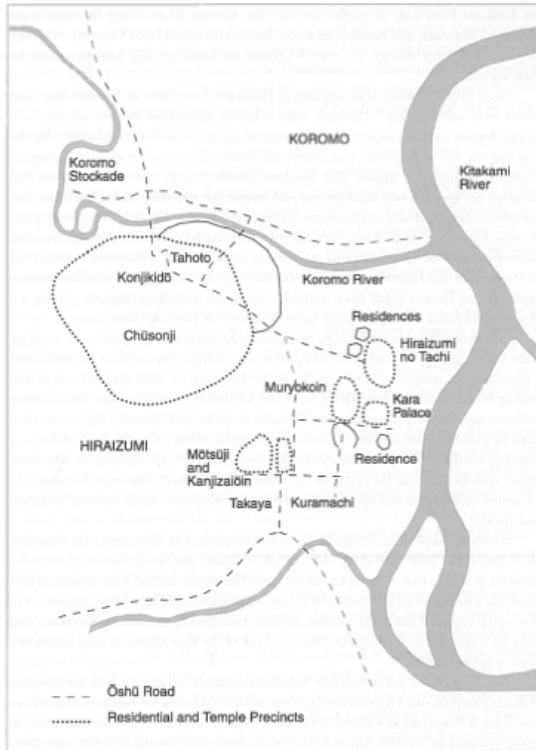 KOROMO
Kitakami
River
Koromo
Stockade
Tahoto
Konjikidō
Koromo River
Chūsonji
Residences
Hiraizumi
no Tachi
Murybkoin
Kara
Palace
HIRAIZUMI
Mōtsūji
and
Kanjizaiōin
Residence
Takaya
Kuramachi
Ōshū Road
Residential and Temple Precincts